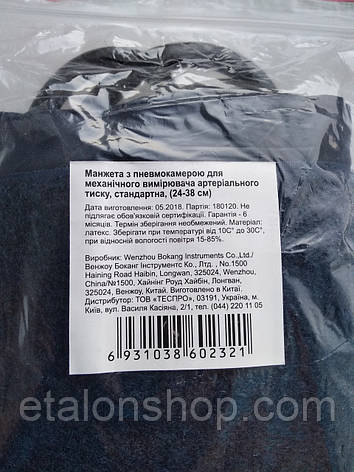 Манжета з пневмокамерою для
механічного вимірювача артеріального
тиску, стандартна, (24-38 см)
Дата виготовлення: 05.2018. Партія: 180120. Не
підлягає обов'язковой сертифікації. Гарантія - 6
місяців. Термін зберігання необмежений. Матеріал:
латекс. Зберігати при температурі від 10С° до 30С°,
при відносній вологості повітря 15-85%.
Виробник: Wenzhou Bokang Instruments Co.,Ltd./
Венжоу Боканг Інструментс Ко., Лтд. , No.1500
Haining Road Haibin, Longwan, 325024, Wenzhou,
China/№1500, Хайнінг Роуд Хайбін, Лонгван,
325024, Венжоу, Китай. Виготовлено в Китаї.
Дистрибутор: ТОВ «ТЕСПРО», 03191, Україна, м.
Київ, вул. Василя Касіяна, 2/1, тел. (044) 220 11 05
6931038602321
etalonshop.com